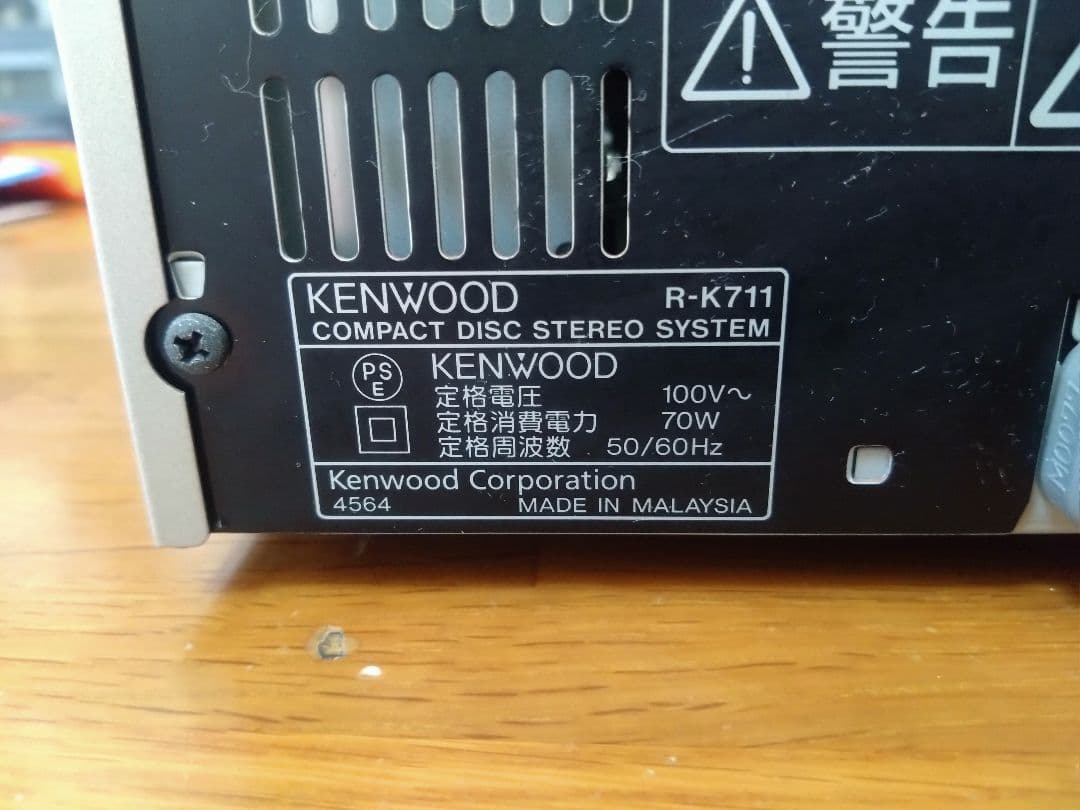 警告
KENWOOD R-K711
COMPACT DISC STEREO SYSTEM
PS
E
KENWOOD
定格電圧 100V～
定格消費電力 70W
定格周波数 50/60Hz
Kenwood Corporation
4564 MADE IN MALAYSIA